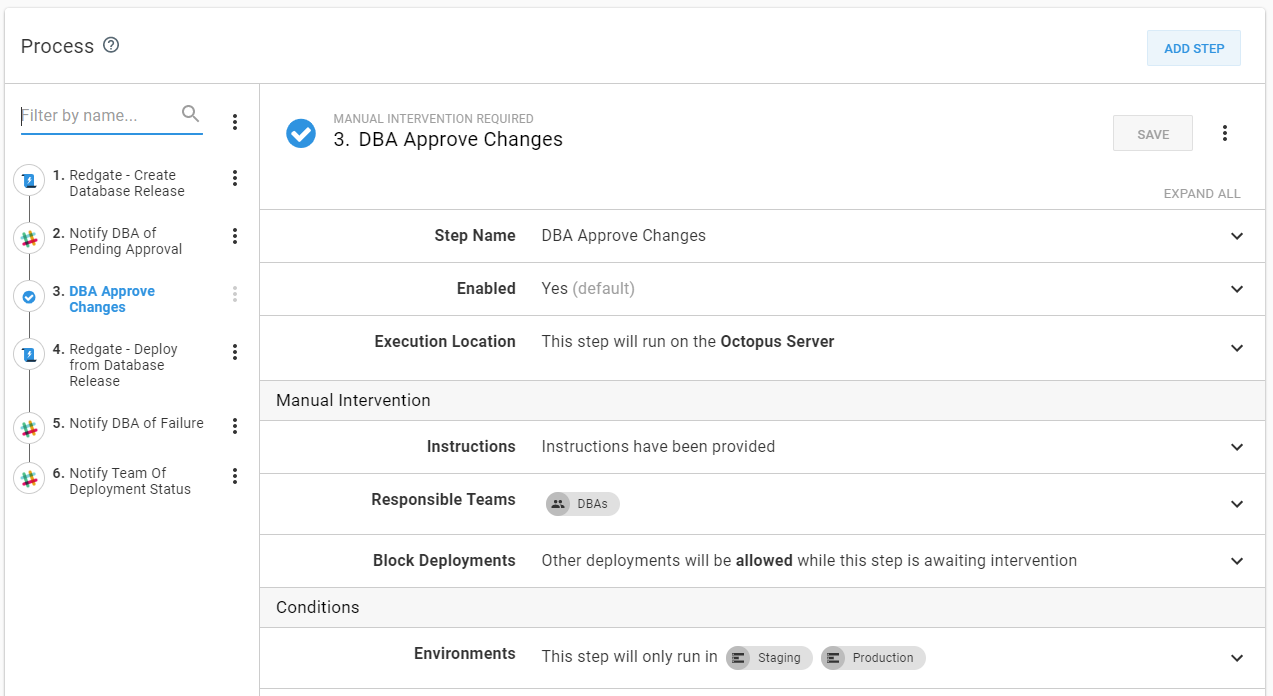 Process
ADD STEP
Filter by name...
1. Redgate - Create
Database Release
2. Notify DBA of
Pending Approval
3. DBA Approve
Changes
4. Redgate - Deploy
from Database
Release
5. Notify DBA of Failure
6. Notify Team Of
Deployment Status
MANUAL INTERVENTION REQUIRED
3. DBA Approve Changes
SAVE
EXPAND ALL
Step Name DBA Approve Changes
Enabled Yes (default)
Execution Location This step will run on the Octopus Server
Manual Intervention
Instructions Instructions have been provided
Responsible Teams DBAs
Block Deployments Other deployments will be allowed while this step is awaiting intervention
Conditions
Environments This step will only run in Staging Production